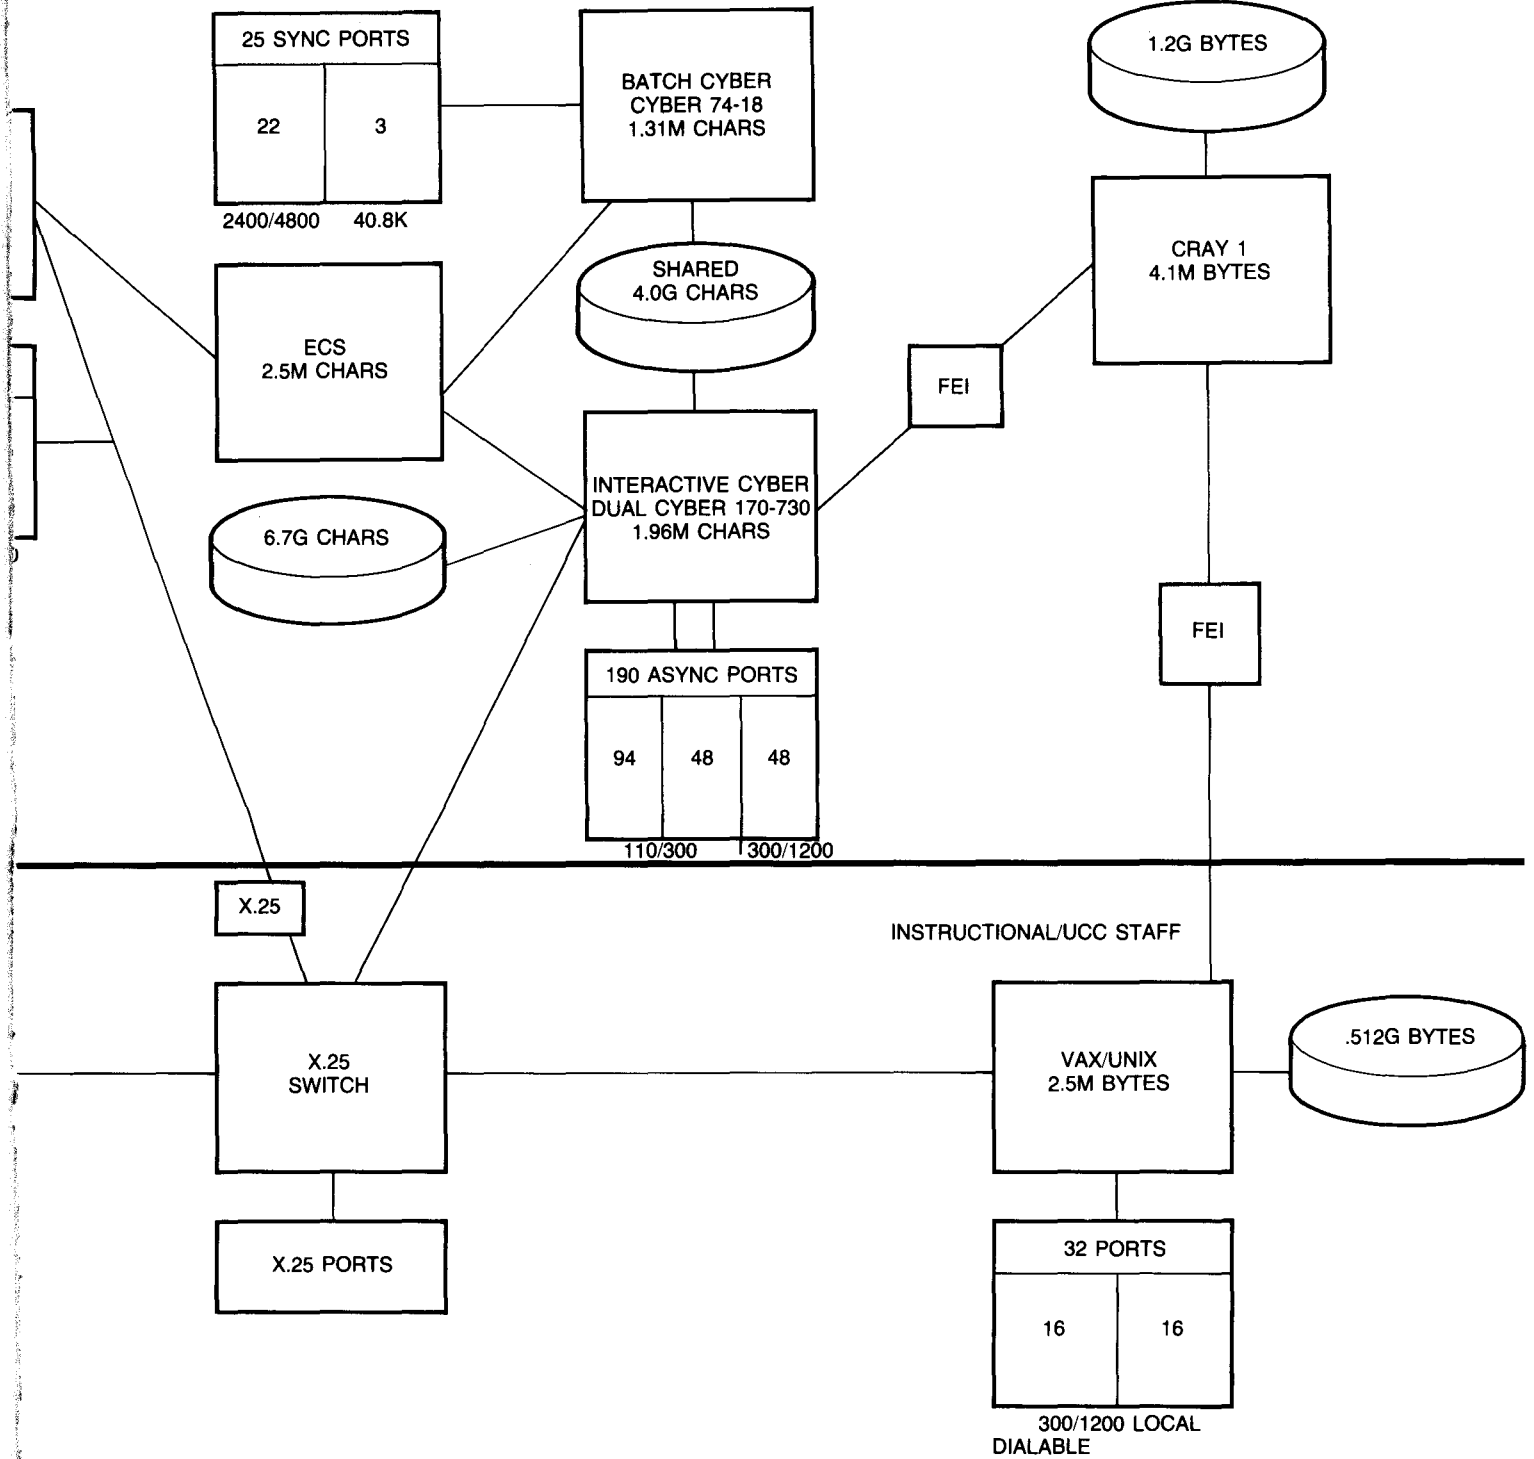 25 SYNC PORTS
22
3
2400/4800
40.8K
BATCH CYBER
CYBER 74-18
1.31M CHARS
1.2G BYTES
CRAY 1
4.1M BYTES
SHARED
4.0G CHARS
ECS
2.5M CHARS
FEI
INTERACTIVE CYBER
DUAL CYBER 170-730
1.96M CHARS
6.7G CHARS
FEI
190 ASYNC PORTS
94
48
48
110/300
300/1200
X.25
INSTRUCTIONAL/UCC STAFF
X.25
SWITCH
VAX/UNIX
2.5M BYTES
.512G BYTES
X.25 PORTS
32 PORTS
16
16
300/1200 LOCAL
DIALABLE